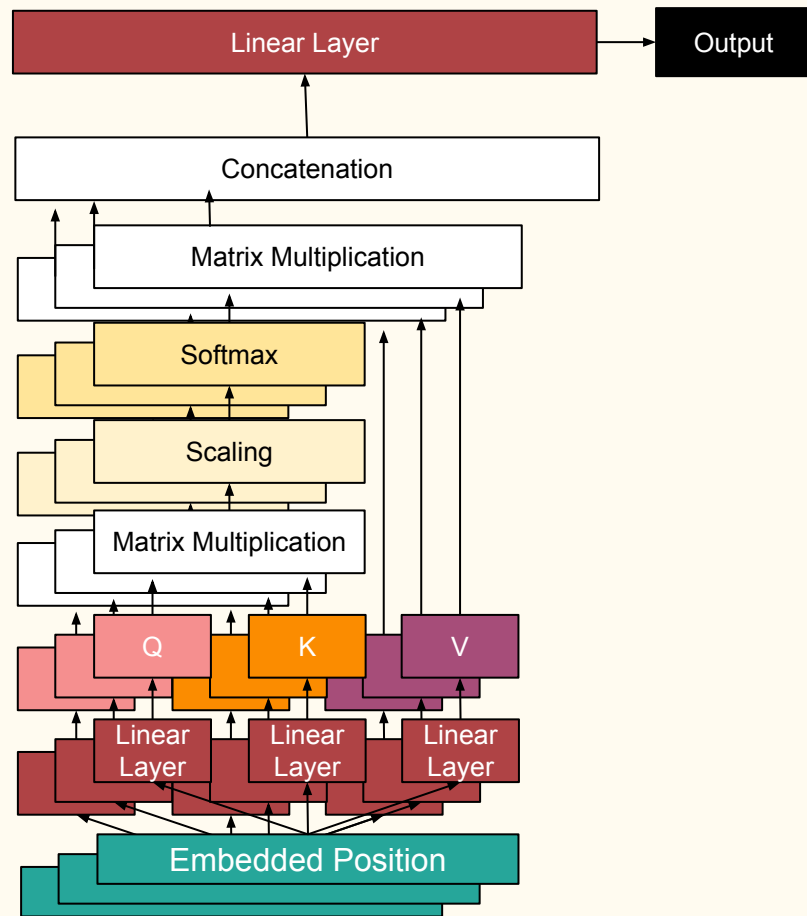 Linear Layer
Output
Concatenation
Matrix Multiplication
Softmax
Scaling
Matrix Multiplication
Q
K
V
Linear
Layer
Linear
Layer
Linear
Layer
Embedded Position